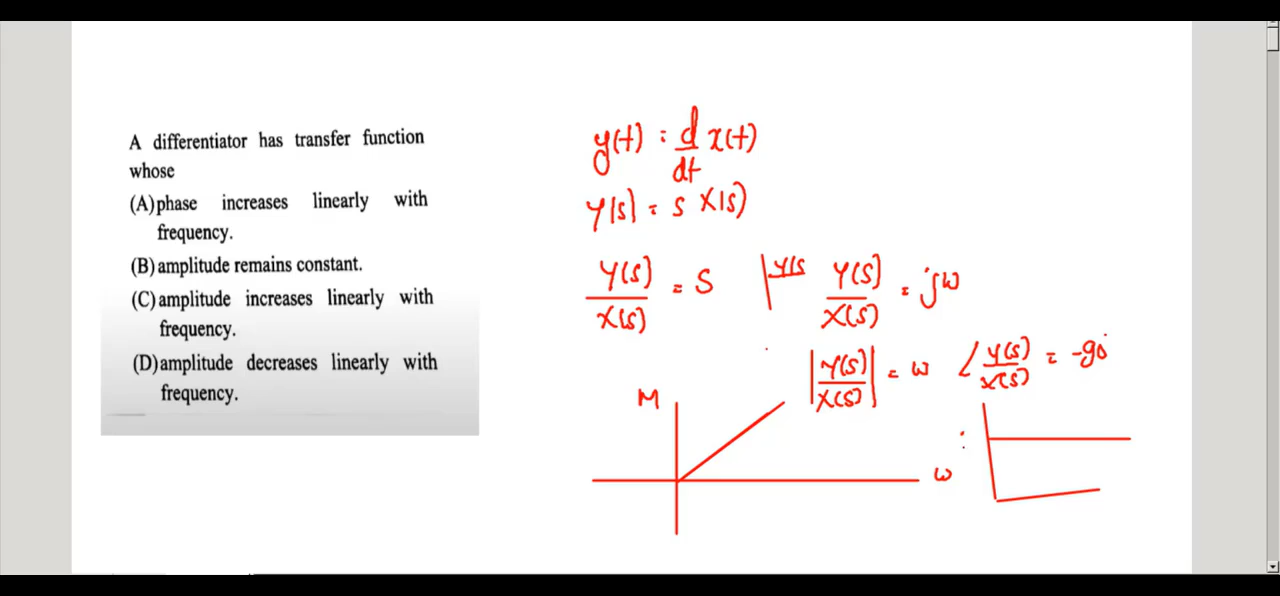 A differentiator has transfer function
whose
(A) phase increases linearly with
frequency.
(B) amplitude remains constant.
(C) amplitude increases linearly with
frequency.
(D) amplitude decreases linearly with
frequency.
y(t) = d/dt x(t)
Y(s) = s X(s)
Y(s)/X(s) = S
|Y(s
Y(s)/X(s) = jω
|Y(s)/X(s)| = ω
∠Y(s)/X(s) = -90°
M
ω